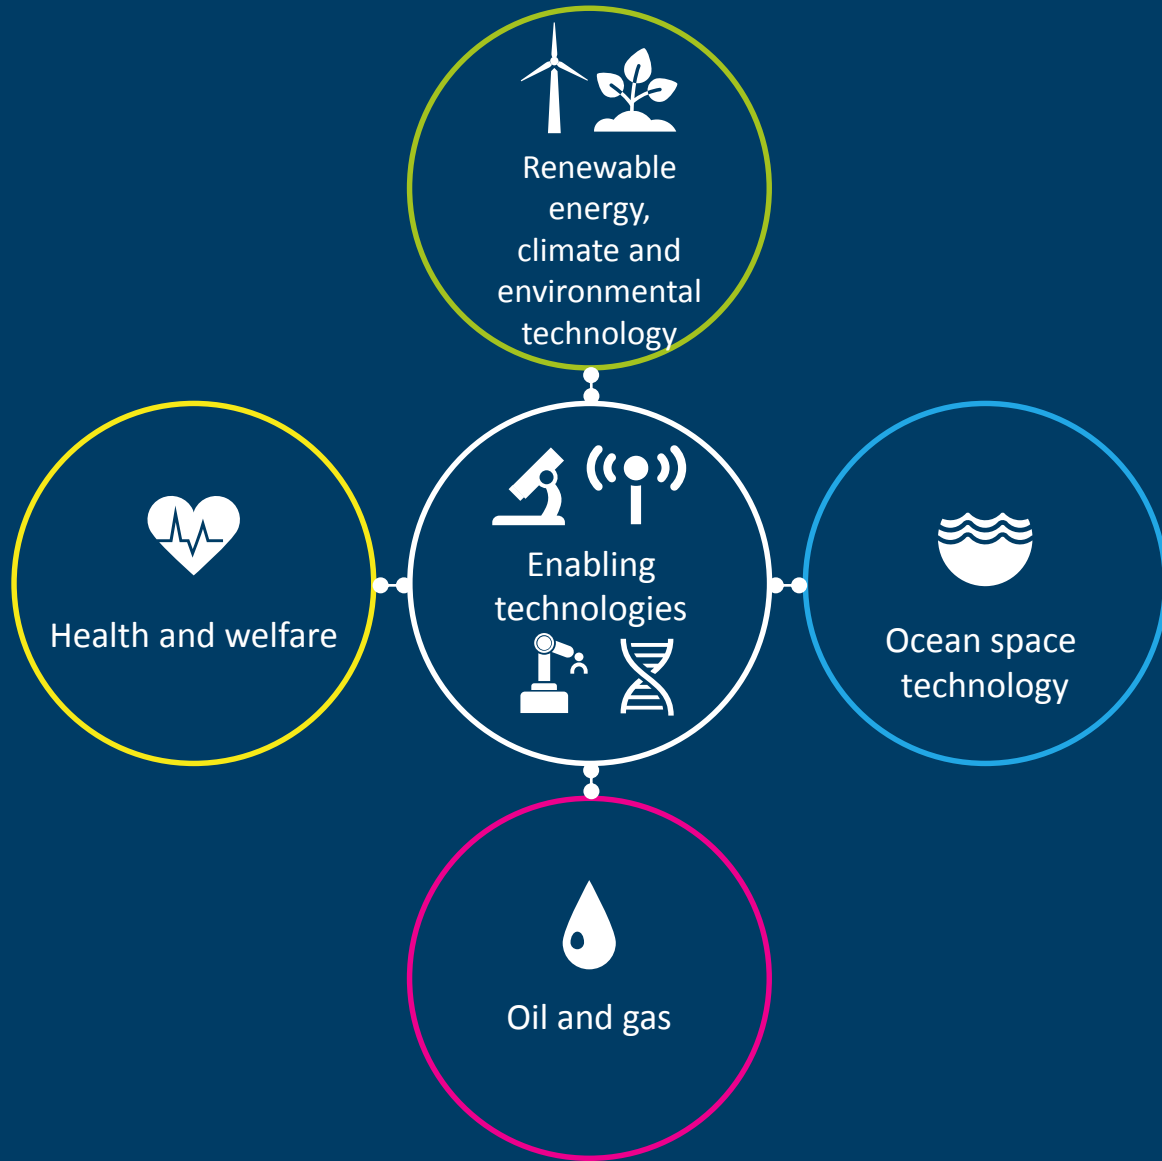 Renewable
energy,
climate and
environmental
technology
Health and welfare
Enabling
technologies
Ocean space
technology
Oil and gas